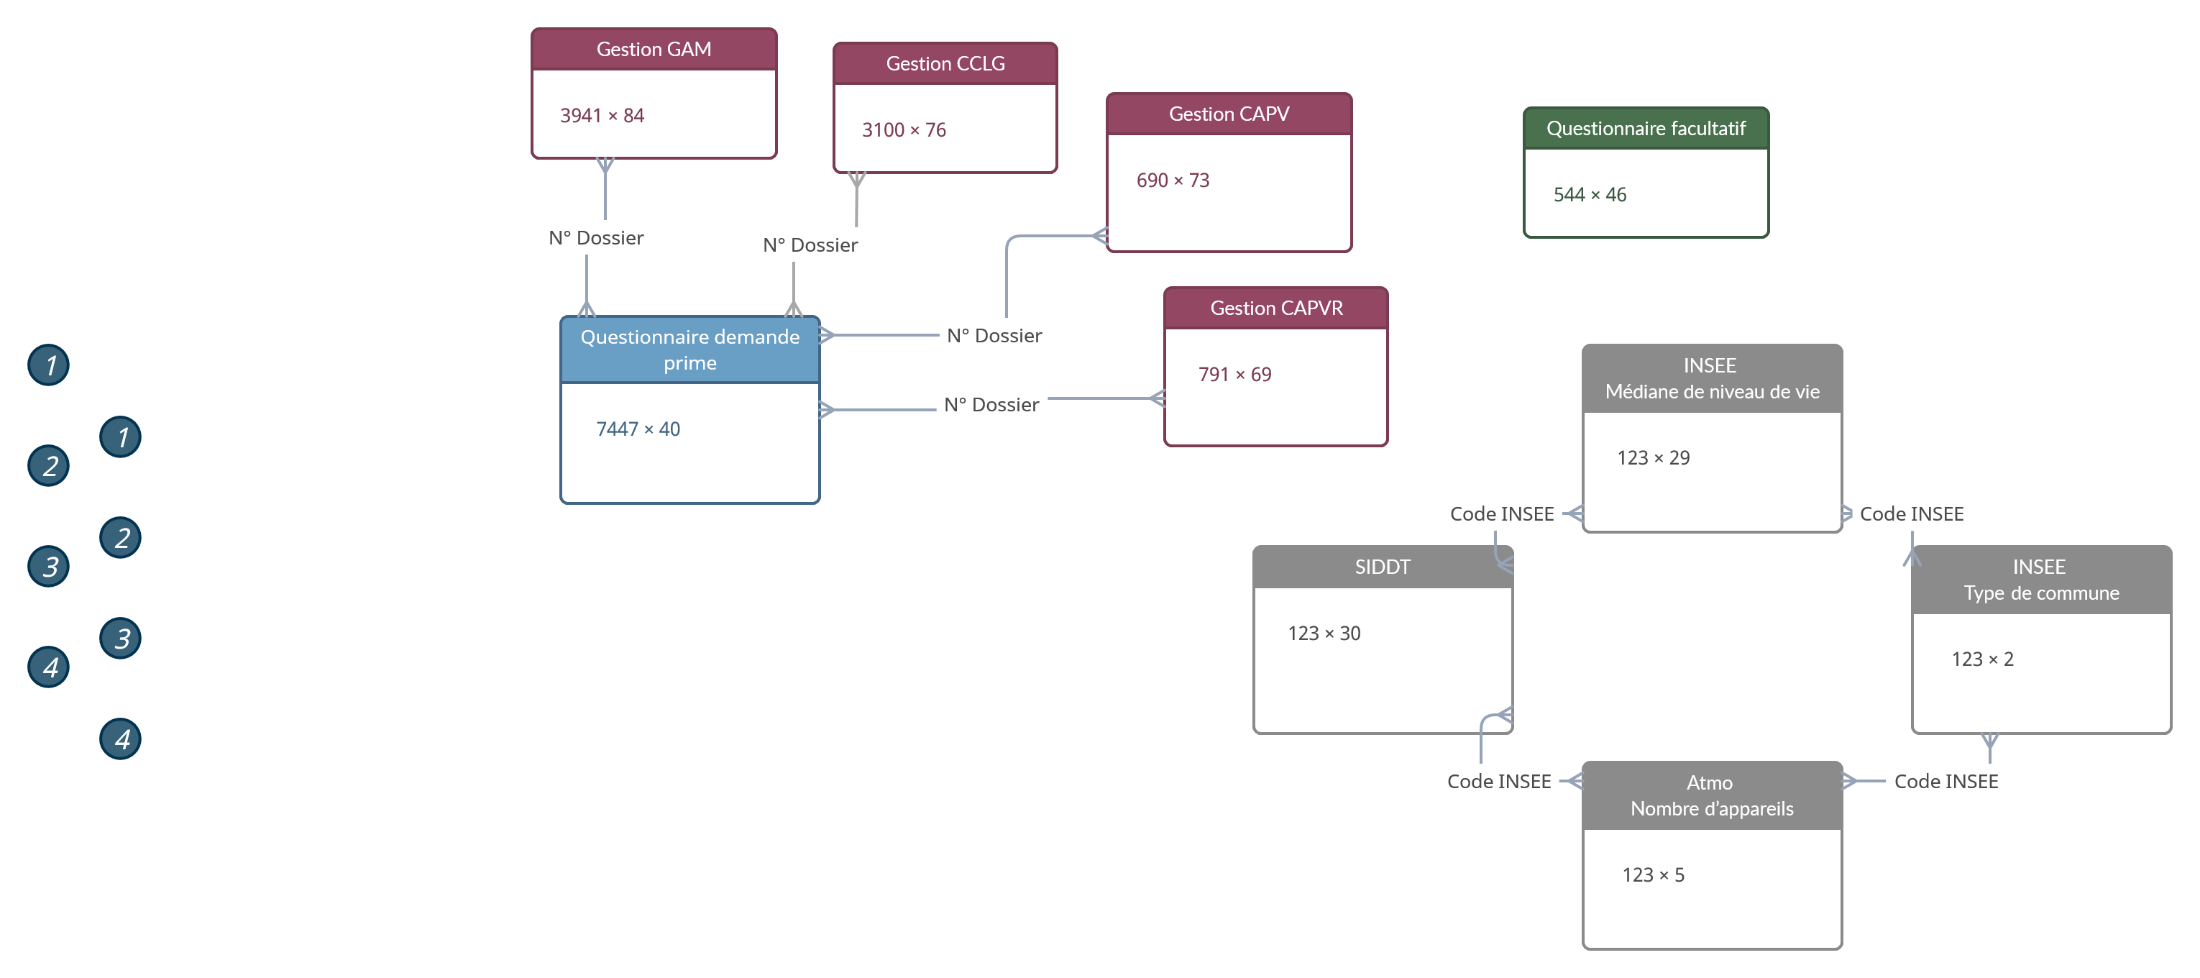 Gestion GAM
3941 × 84
Gestion CCLG
3100 × 76
Gestion CAPV
690 × 73
Questionnaire facultatif
544 × 46
N° Dossier
N° Dossier
N° Dossier
N° Dossier
Gestion CAPVR
791 × 69
Questionnaire demande
prime
7447 × 40
1
1
2
2
3
3
4
4
INSEE
Médiane de niveau de vie
123 × 29
Code INSEE
Code INSEE
SIDDT
123 × 30
INSEE
Type de commune
123 × 2
Code INSEE
Code INSEE
Atmo
Nombre d’appareils
123 × 5